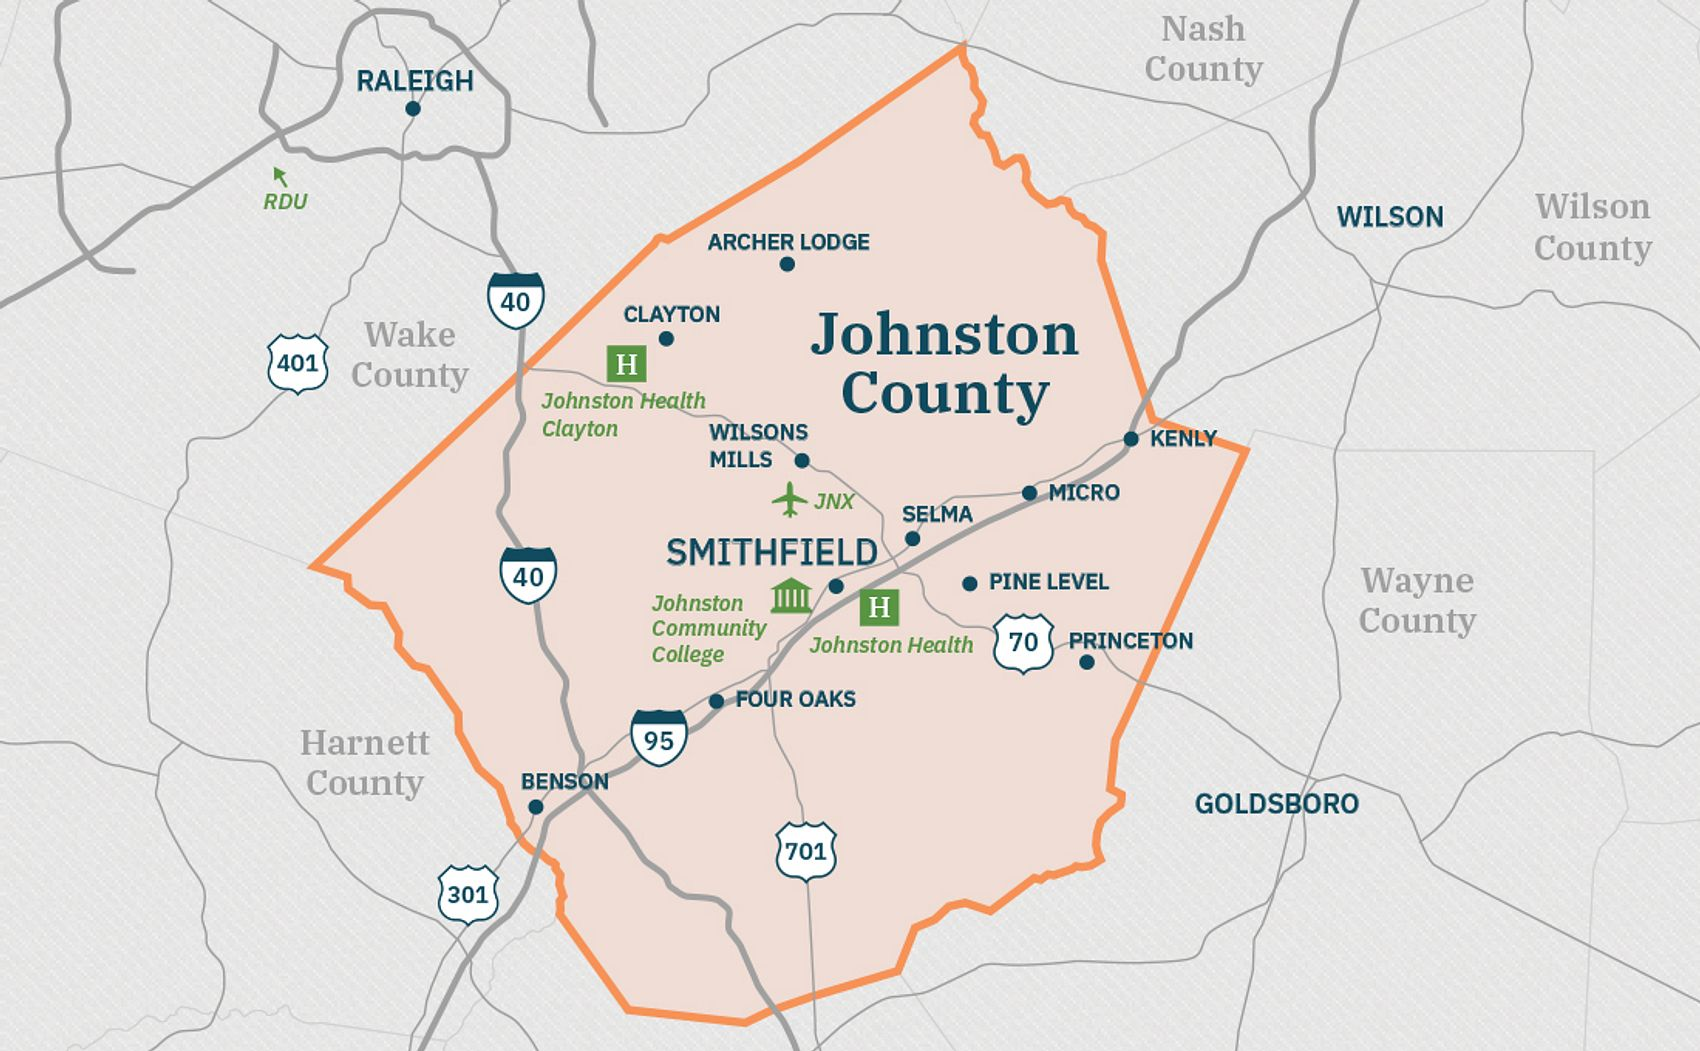 Nash
County
RALEIGH
RDU
WILSON
Wilson
County
ARCHER LODGE
40
CLAYTON
Johnston
County
Wake
County
401
H
Johnston Health
Clayton
WILSONS
MILLS
KENLY
JNX
MICRO
SELMA
SMITHFIELD
40
PINE LEVEL
Wayne
County
Johnston
Community
College
H
Johnston Health
70
PRINCETON
FOUR OAKS
95
Harnett
County
BENSON
GOLDSBORO
701
301